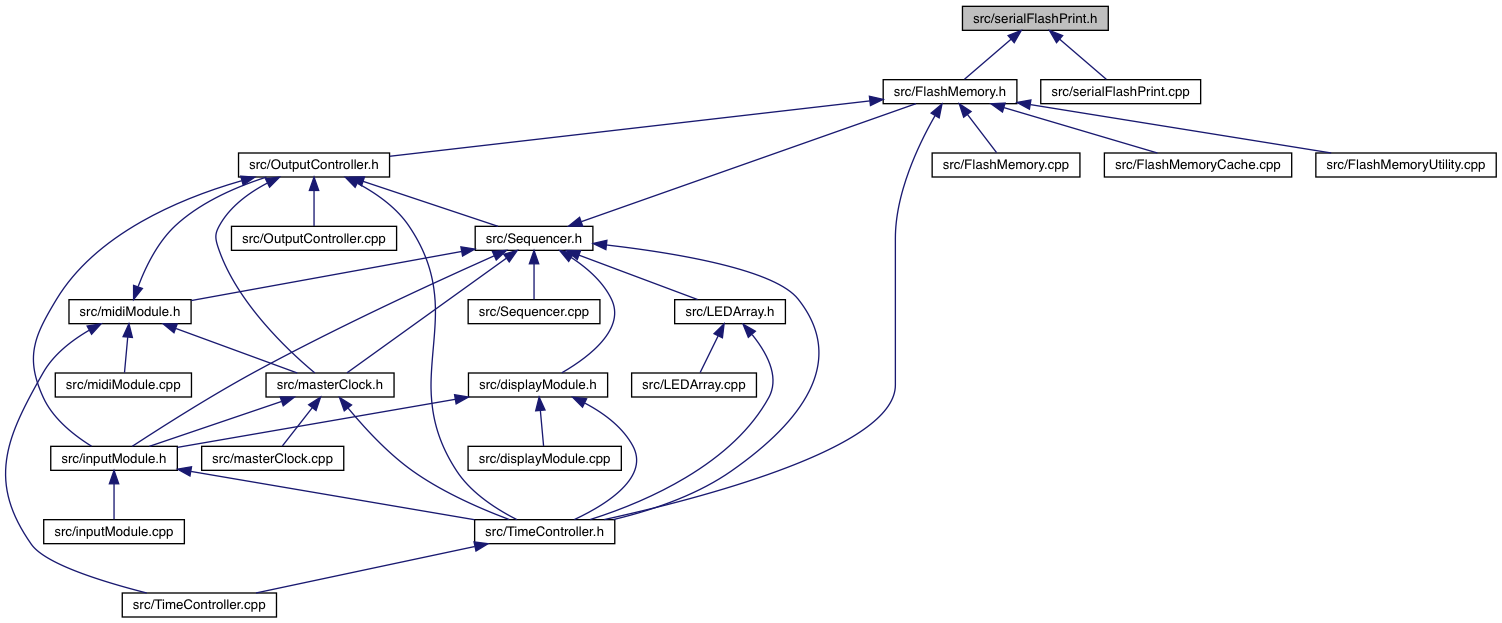 src/serialFlashPrint.h
src/FlashMemory.h
src/serialFlashPrint.cpp
src/OutputController.h
src/FlashMemory.cpp
src/FlashMemoryCache.cpp
src/FlashMemoryUtility.cpp
src/OutputController.cpp
src/Sequencer.h
src/midiModule.h
src/Sequencer.cpp
src/LEDArray.h
src/midiModule.cpp
src/masterClock.h
src/displayModule.h
src/LEDArray.cpp
src/inputModule.h
src/masterClock.cpp
src/displayModule.cpp
src/inputModule.cpp
src/TimeController.h
src/TimeController.cpp